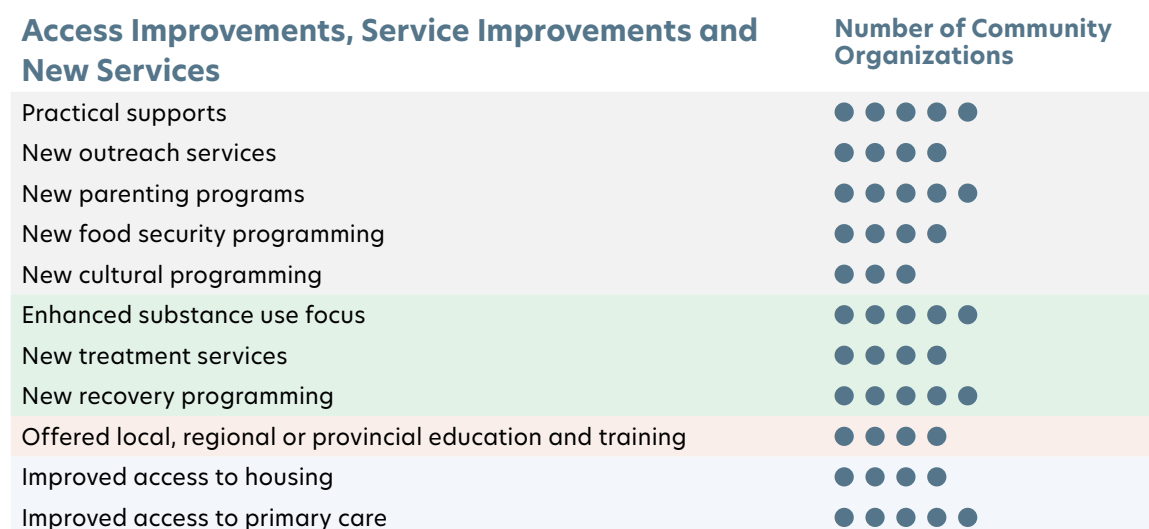 Access Improvements, Service Improvements and
New Services
Number of Community
Organizations
Practical supports
New outreach services
New parenting programs
New food security programming
New cultural programming
Enhanced substance use focus
New treatment services
New recovery programming
Offered local, regional or provincial education and training
Improved access to housing
Improved access to primary care